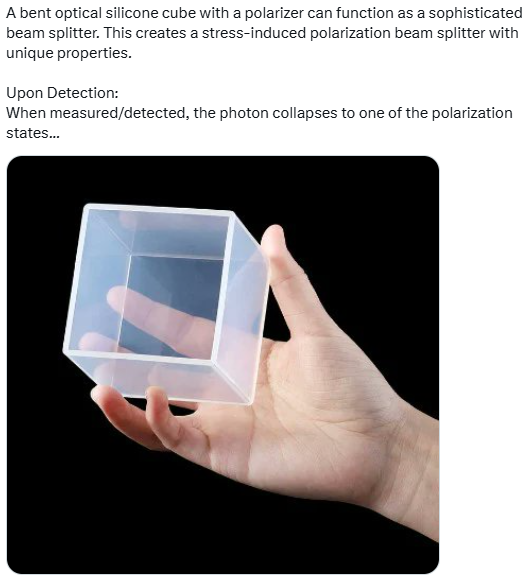 A bent optical silicone cube with a polarizer can function as a sophisticated
beam splitter. This creates a stress-induced polarization beam splitter with
unique properties.
Upon Detection:
When measured/detected, the photon collapses to one of the polarization
states...